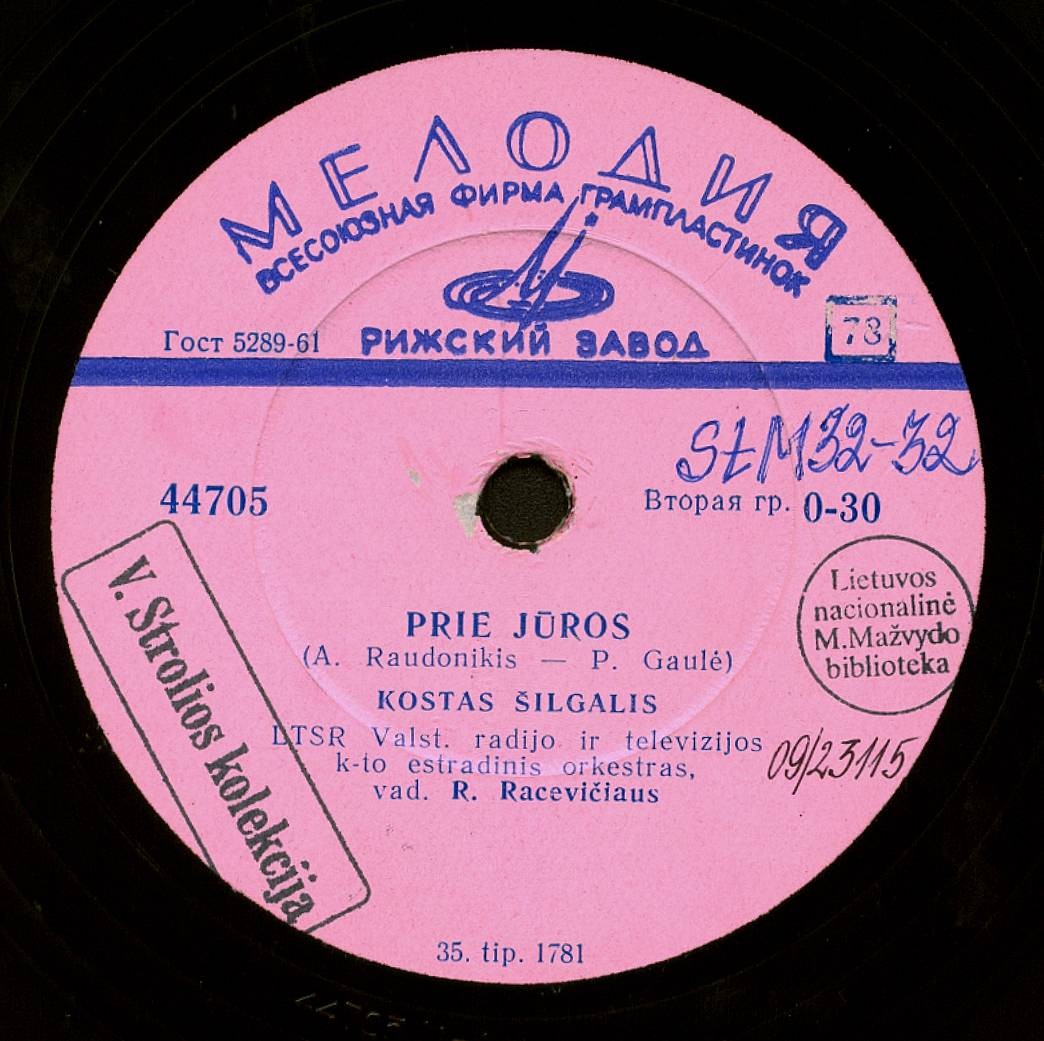 МЕЛОДИЯ
ВСЕСОЮЗНАЯ ФИРМА ГРАМПЛАСТИНОК
РИЖСКИЙ ЗАВОД
Гост 5289-61
78
StM32-32
44705
Вторая гр. 0-30
PRIE JŪROS
(A. Raudonikis — P. Gaulė)
KOSTAS ŠILGALIS
LTSR Valst. radijo ir televizijos
k-to estradinis orkestras,
vad. R. Racevičiaus
Lietuvos
nacionalinė
M.Mažvydo
biblioteka
09/23115
V. Strolios kolekcija
35. tip. 1781